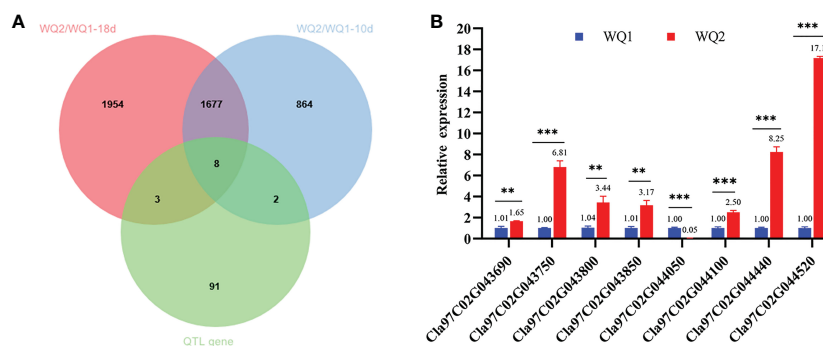 A
WQ2/WQ1-18d
WQ2/WQ1-10d
1954
1677
864
8
3
2
91
QTL gene
B
WQ1
WQ2
Relative expression
20
18
16
14
12
10
8
6
4
2
0
**
***
**
**
***
***
***
***
1.01
1.65
1.00
6.81
1.04
3.44
1.01
3.17
1.00
0.05
1.00
2.50
1.00
8.25
1.00
Cla97C02G043690
Cla97C02G043750
Cla97C02G043800
Cla97C02G043850
Cla97C02G044050
Cla97C02G044100
Cla97C02G044440
Cla97C02G044520